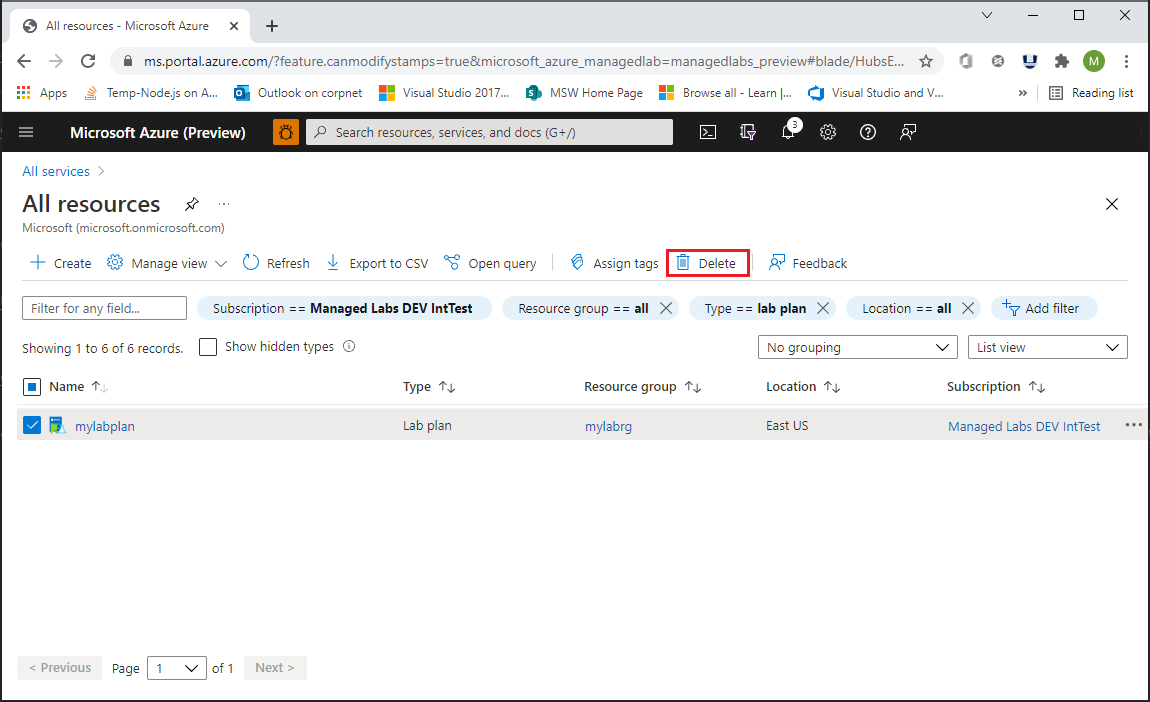 All resources - Microsoft Azure
ms.portal.azure.com/?feature.canmodifystamps=true&microsoft_azure_managedlab=managedlabs_preview#blade/HubsE...
M
Apps Temp-Node.js on A... Outlook on corpnet Visual Studio 2017... MSW Home Page Browse all - Learn |... Visual Studio and V... » Reading list
Microsoft Azure (Preview) Search resources, services, and docs (G+/) 3
All services >
All resources ...
Microsoft (microsoft.onmicrosoft.com)
Create Manage view Refresh Export to CSV Open query Assign tags Delete Feedback
Filter for any field... Subscription == Managed Labs DEV IntTest Resource group == all Type == lab plan Location == all Add filter
Showing 1 to 6 of 6 records. Show hidden types No grouping List view
Name Type Resource group Location Subscription
mylabplan Lab plan mylabrg East US Managed Labs DEV IntTest ...
< Previous Page 1 of 1 Next >